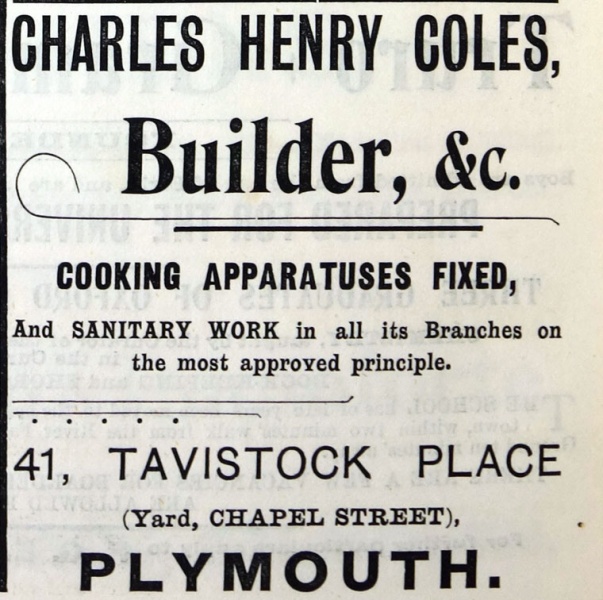 CHARLES HENRY COLES,
Builder, &c.
COOKING APPARATUSES FIXED,
And SANITARY WORK in all its Branches on
the most approved principle.
41, TAVISTOCK PLACE
(Yard, CHAPEL STREET),
PLYMOUTH.